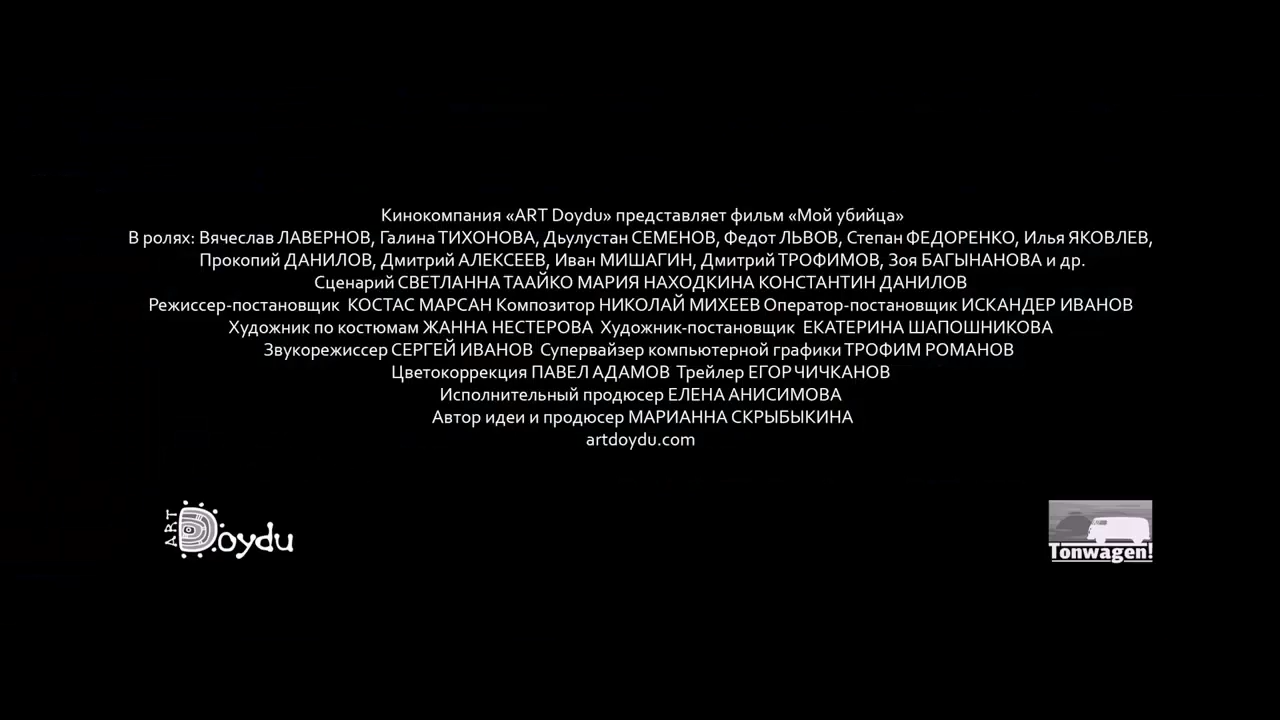 Кинокомпания «ART Doydu» представляет фильм «Мой убийца»
В ролях: Вячеслав ЛАВЕРНОВ, Галина ТИХОНОВА, Дьулустан СЕМЕНОВ, Федот ЛЬВОВ, Степан ФЕДОРЕНКО, Илья ЯКОВЛЕВ,
Прокопий ДАНИЛОВ, Дмитрий АЛЕКСЕЕВ, Иван МИШАГИН, Дмитрий ТРОФИМОВ, Зоя БАГЫНАНОВА и др.
Сценарий СВЕТЛАННА ТААЙКО МАРИЯ НАХОДКИНА КОНСТАНТИН ДАНИЛОВ
Режиссер-постановщик КОСТАС МАРСАН Композитор НИКОЛАЙ МИХЕЕВ Оператор-постановщик ИСКАНДЕР ИВАНОВ
Художник по костюмам ЖАННА НЕСТЕРОВА Художник-постановщик ЕКАТЕРИНА ШАПОШНИКОВА
Звукорежиссер СЕРГЕЙ ИВАНОВ Супервайзер компьютерной графики ТРОФИМ РОМАНОВ
Цветокоррекция ПАВЕЛ АДАМОВ Трейлер ЕГОР ЧИЧКАНОВ
Исполнительный продюсер ЕЛЕНА АНИСИМОВА
Автор идеи и продюсер МАРИАННА СКРЫБЫКИНА
artdoydu.com
ART Doydu
Tonwagen!